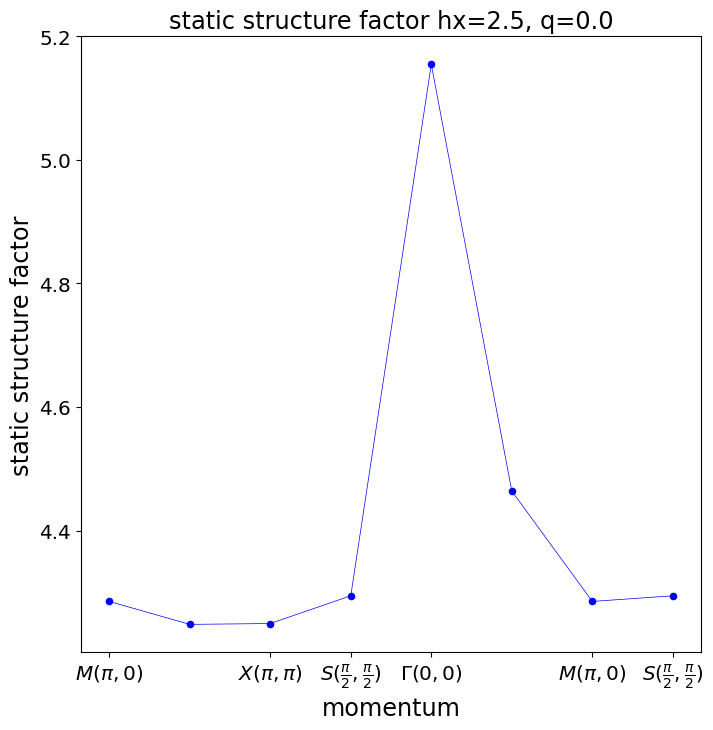 static structure factor hx=2.5, q=0.0
static structure factor
5.2
5.0
4.8
4.6
4.4
M(π, 0) X(π, π) S(π/2, π/2) Γ(0, 0) M(π, 0) S(π/2, π/2)
momentum